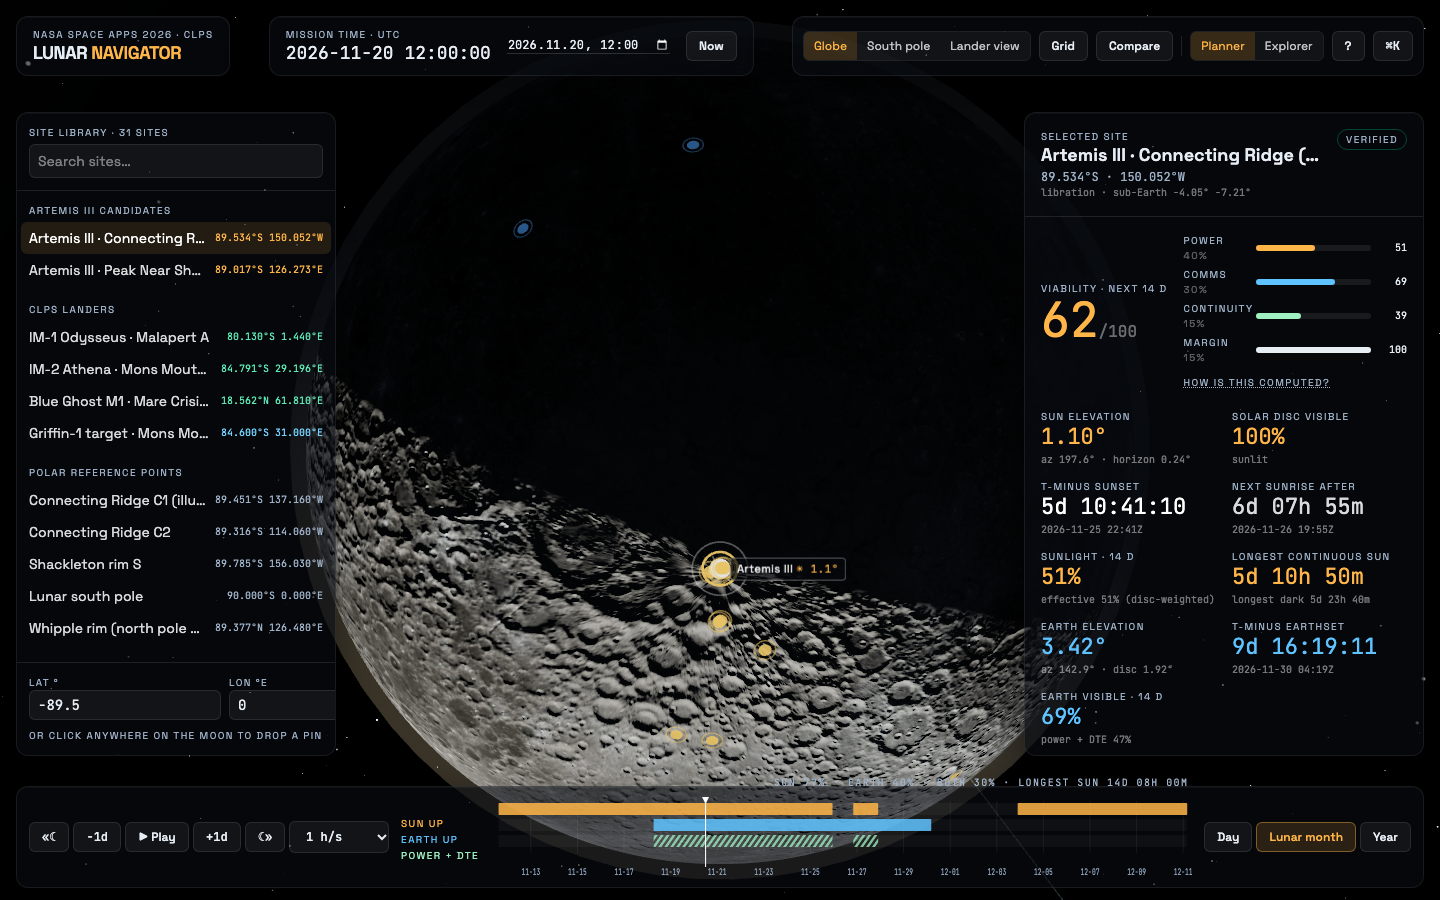 NASA SPACE APPS 2026 · CLPS
LUNAR NAVIGATOR
MISSION TIME · UTC
2026-11-20 12:00:00
2026.11.20, 12:00
Now
Globe
South pole
Lander view
Grid
Compare
Planner
Explorer
?
⌘K
SITE LIBRARY · 31 SITES
Search sites…
ARTEMIS III CANDIDATES
Artemis III · Connecting R… 89.534°S 150.052°W
Artemis III · Peak Near Sh… 89.017°S 126.273°E
CLPS LANDERS
IM-1 Odysseus · Malapert A 80.130°S 1.440°E
IM-2 Athena · Mons Mout… 84.791°S 29.196°E
Blue Ghost M1 · Mare Crisi… 18.562°N 61.810°E
Griffin-1 target · Mons Mo… 84.600°S 31.000°E
POLAR REFERENCE POINTS
Connecting Ridge C1 (illu… 89.451°S 137.160°W
Connecting Ridge C2 89.316°S 114.060°W
Shackleton rim S 89.785°S 156.030°W
Lunar south pole 90.000°S 0.000°E
Whipple rim (north pole … 89.377°N 126.480°E
LAT ° LON °E
-89.5 0
OR CLICK ANYWHERE ON THE MOON TO DROP A PIN
Artemis III ☀ 1.1°
SELECTED SITE
VERIFIED
Artemis III · Connecting Ridge (…
89.534°S · 150.052°W
libration · sub-Earth -4.05° -7.21°
VIABILITY · NEXT 14 D
62/100
POWER 51
40%
COMMS 69
30%
CONTINUITY 39
15%
MARGIN 100
15%
HOW IS THIS COMPUTED?
SUN ELEVATION
1.10°
az 197.6° · horizon 0.24°
SOLAR DISC VISIBLE
100%
sunlit
T-MINUS SUNSET
5d 10:41:10
2026-11-25 22:41Z
NEXT SUNRISE AFTER
6d 07h 55m
2026-11-26 19:55Z
SUNLIGHT · 14 D
51%
effective 51% (disc-weighted)
LONGEST CONTINUOUS SUN
5d 10h 50m
longest dark 5d 23h 40m
EARTH ELEVATION
3.42°
az 142.9° · disc 1.92°
T-MINUS EARTHSET
9d 16:19:11
2026-11-30 04:19Z
EARTH VISIBLE · 14 D
69%
power + DTE 47%
EARTH 40% · BOTH 30% · LONGEST SUN 14D 08H 00M
«☾
-1d
▶ Play
+1d
☾»
1 h/s
SUN UP
EARTH UP
POWER + DTE
11-13 11-15 11-17 11-19 11-21 11-23 11-25 11-27 11-29 12-01 12-03 12-05 12-07 12-09 12-11
Day
Lunar month
Year